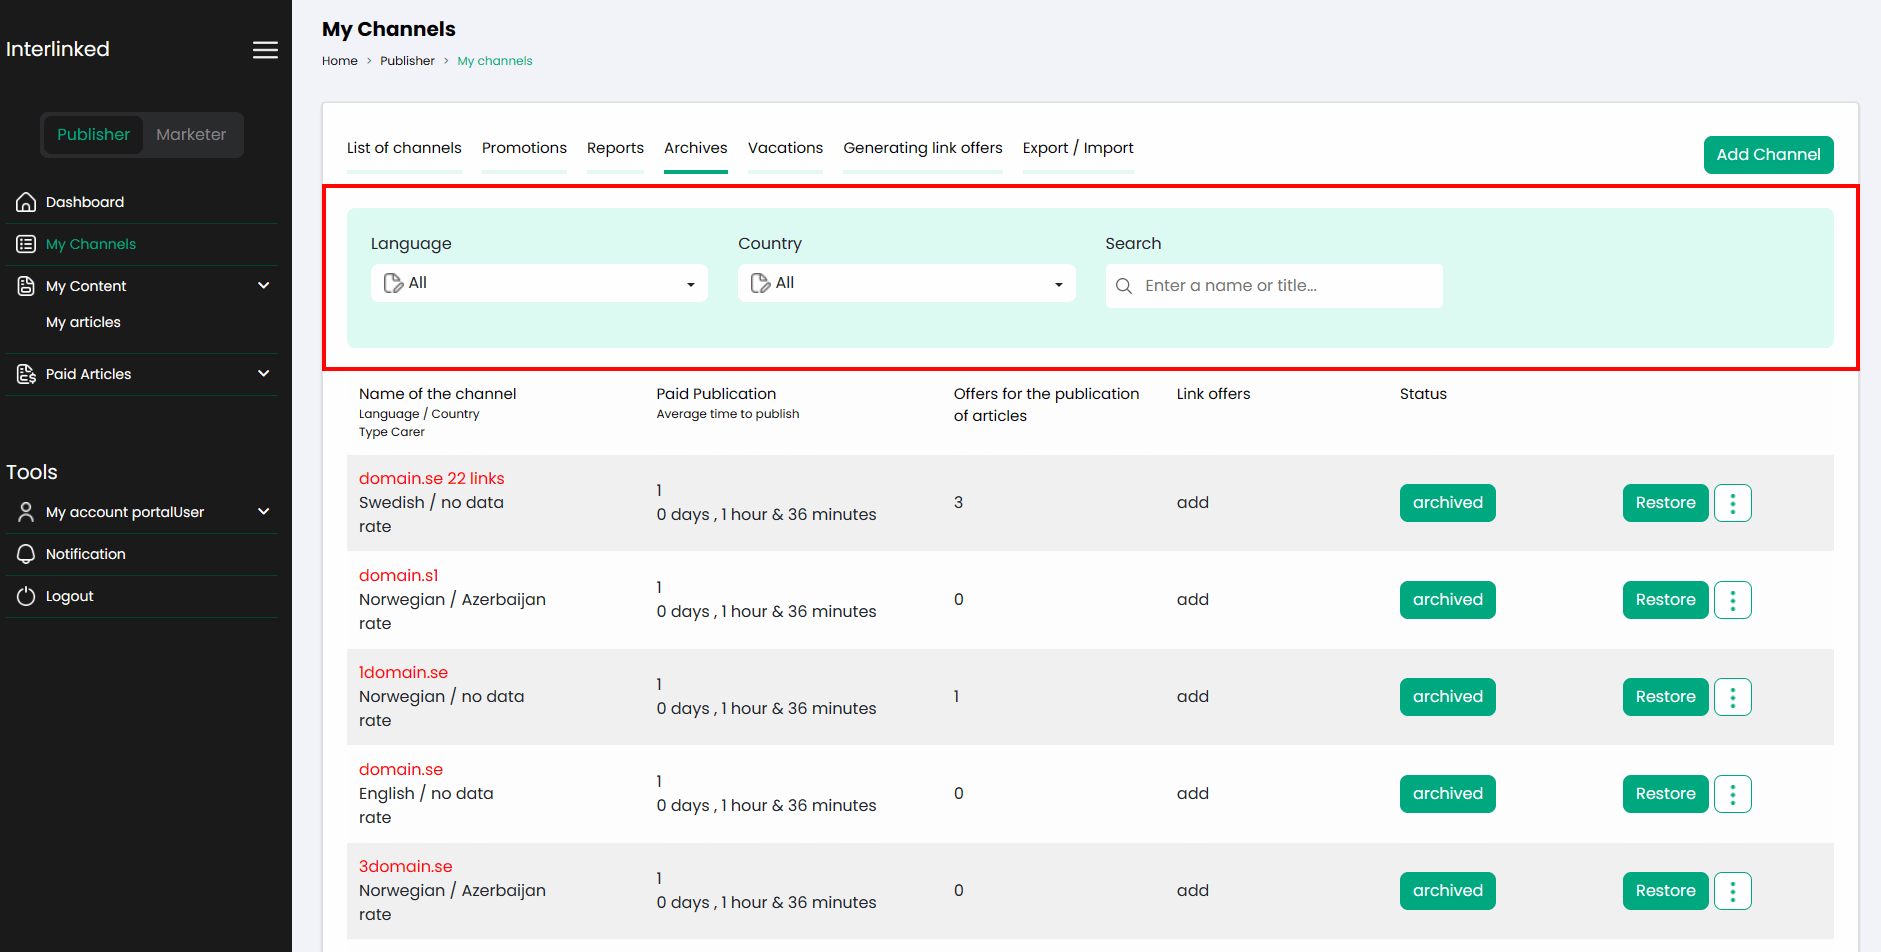 Interlinked
Publisher
Marketer
Dashboard
My Channels
My Content
My articles
Paid Articles
Tools
My account portalUser
Notification
Logout
My Channels
Home > Publisher > My channels
List of channels
Promotions
Reports
Archives
Vacations
Generating link offers
Export / Import
Add Channel
Language
Country
Search
All
All
Enter a name or title...
Name of the channel
Language / Country
Type Carer
Paid Publication
Average time to publish
Offers for the publication
of articles
Link offers
Status
domain.se 22 links
Swedish / no data
rate
1
0 days , 1 hour & 36 minutes
3
add
archived
Restore
domain.s1
Norwegian / Azerbaijan
rate
1
0 days , 1 hour & 36 minutes
0
add
archived
Restore
1domain.se
Norwegian / no data
rate
1
0 days , 1 hour & 36 minutes
1
add
archived
Restore
domain.se
English / no data
rate
1
0 days , 1 hour & 36 minutes
0
add
archived
Restore
3domain.se
Norwegian / Azerbaijan
rate
1
0 days , 1 hour & 36 minutes
0
add
archived
Restore